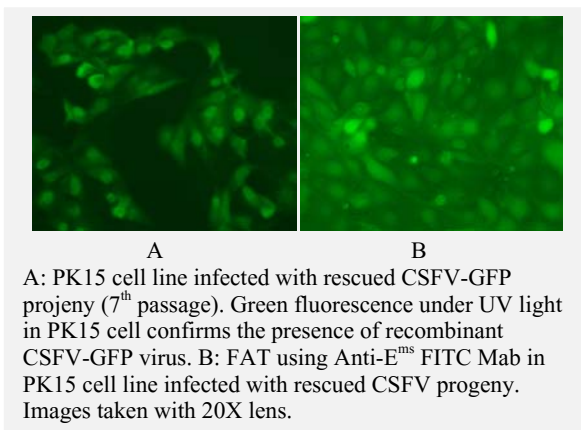 A B
A: PK15 cell line infected with rescued CSFV-GFP
projeny (7th passage). Green fluorescence under UV light
in PK15 cell confirms the presence of recombinant
CSFV-GFP virus. B: FAT using Anti-Ems FITC Mab in
PK15 cell line infected with rescued CSFV progeny.
Images taken with 20X lens.